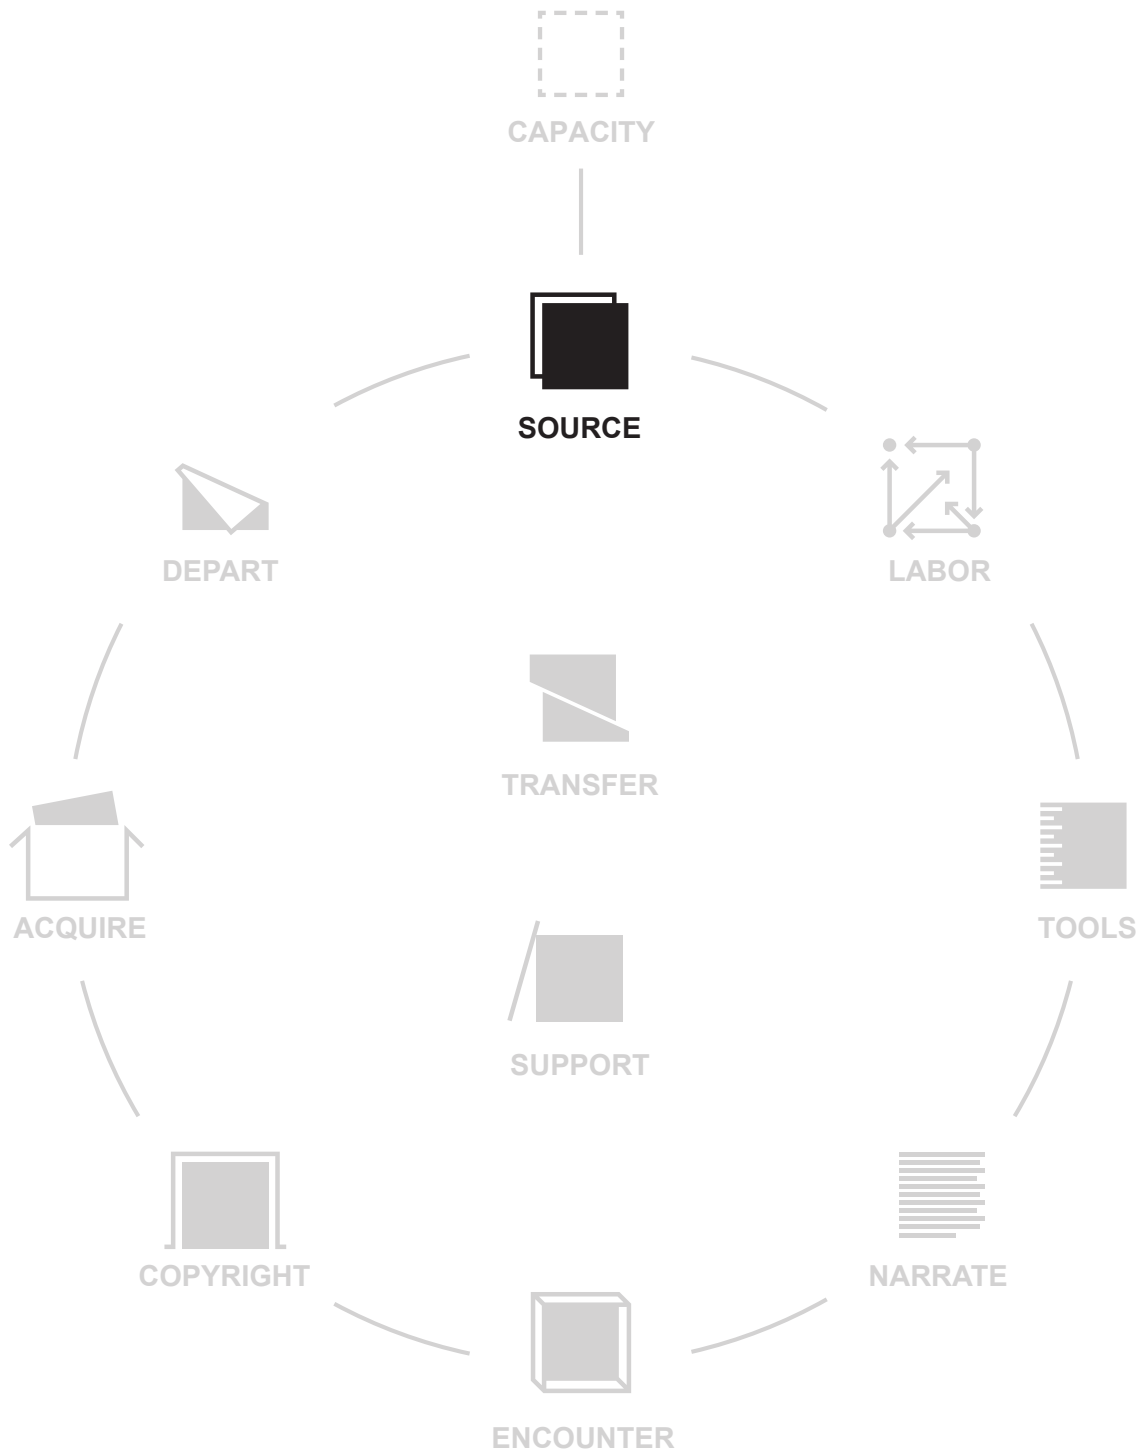 CAPACITY
SOURCE
DEPART
LABOR
TRANSFER
ACQUIRE
TOOLS
SUPPORT
COPYRIGHT
NARRATE
ENCOUNTER